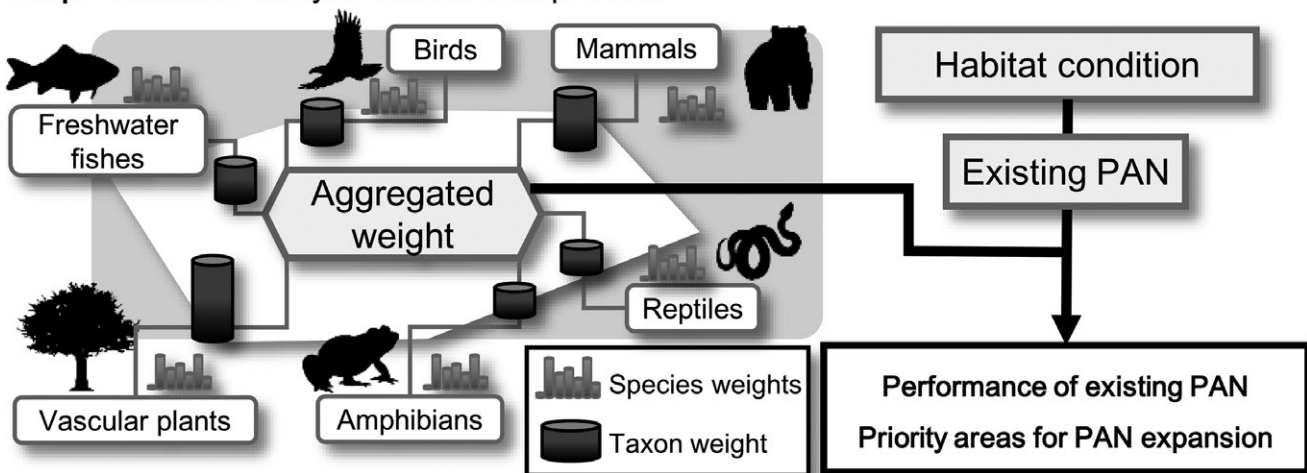 Birds
Mammals
Habitat condition
Freshwater
fishes
Existing PAN
Aggregated
weight
Reptiles
Vascular plants
Amphibians
Species weights
Taxon weight
Performance of existing PAN
Priority areas for PAN expansion